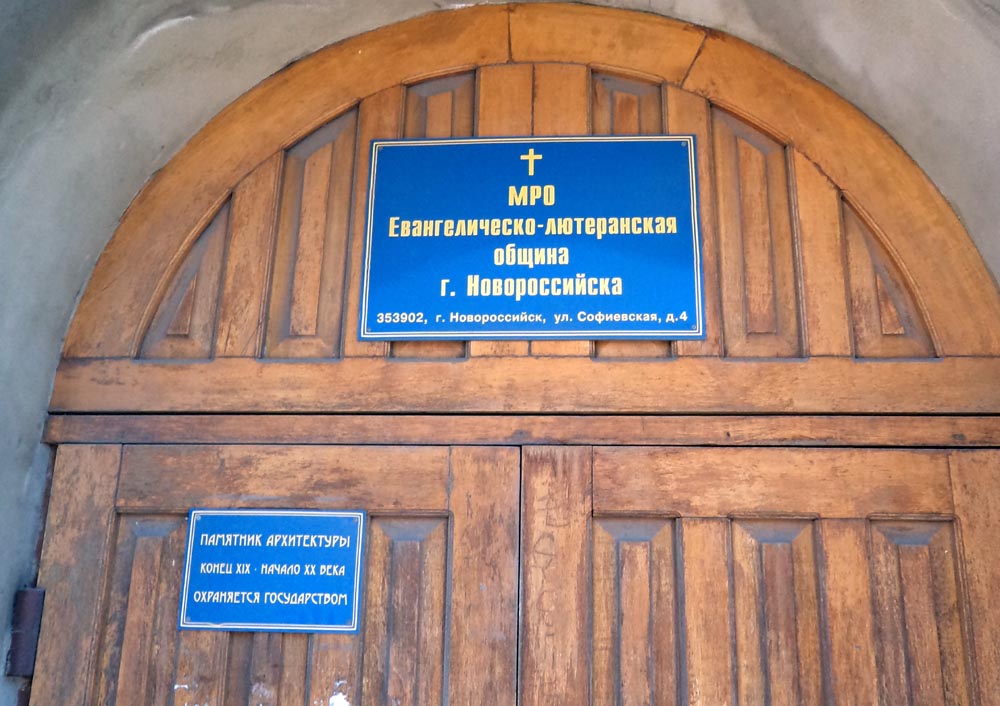 МРО
Евангелическо-лютеранская
община
г. Новороссийска
353902, г. Новороссийск, ул. Софиевская, д.4
ПАМЯТНИК АРХИТЕКТУРЫ
КОНЕЦ XIX · НАЧАЛО XX ВЕКА
ОХРАНЯЕТСЯ ГОСУДАРСТВОМ